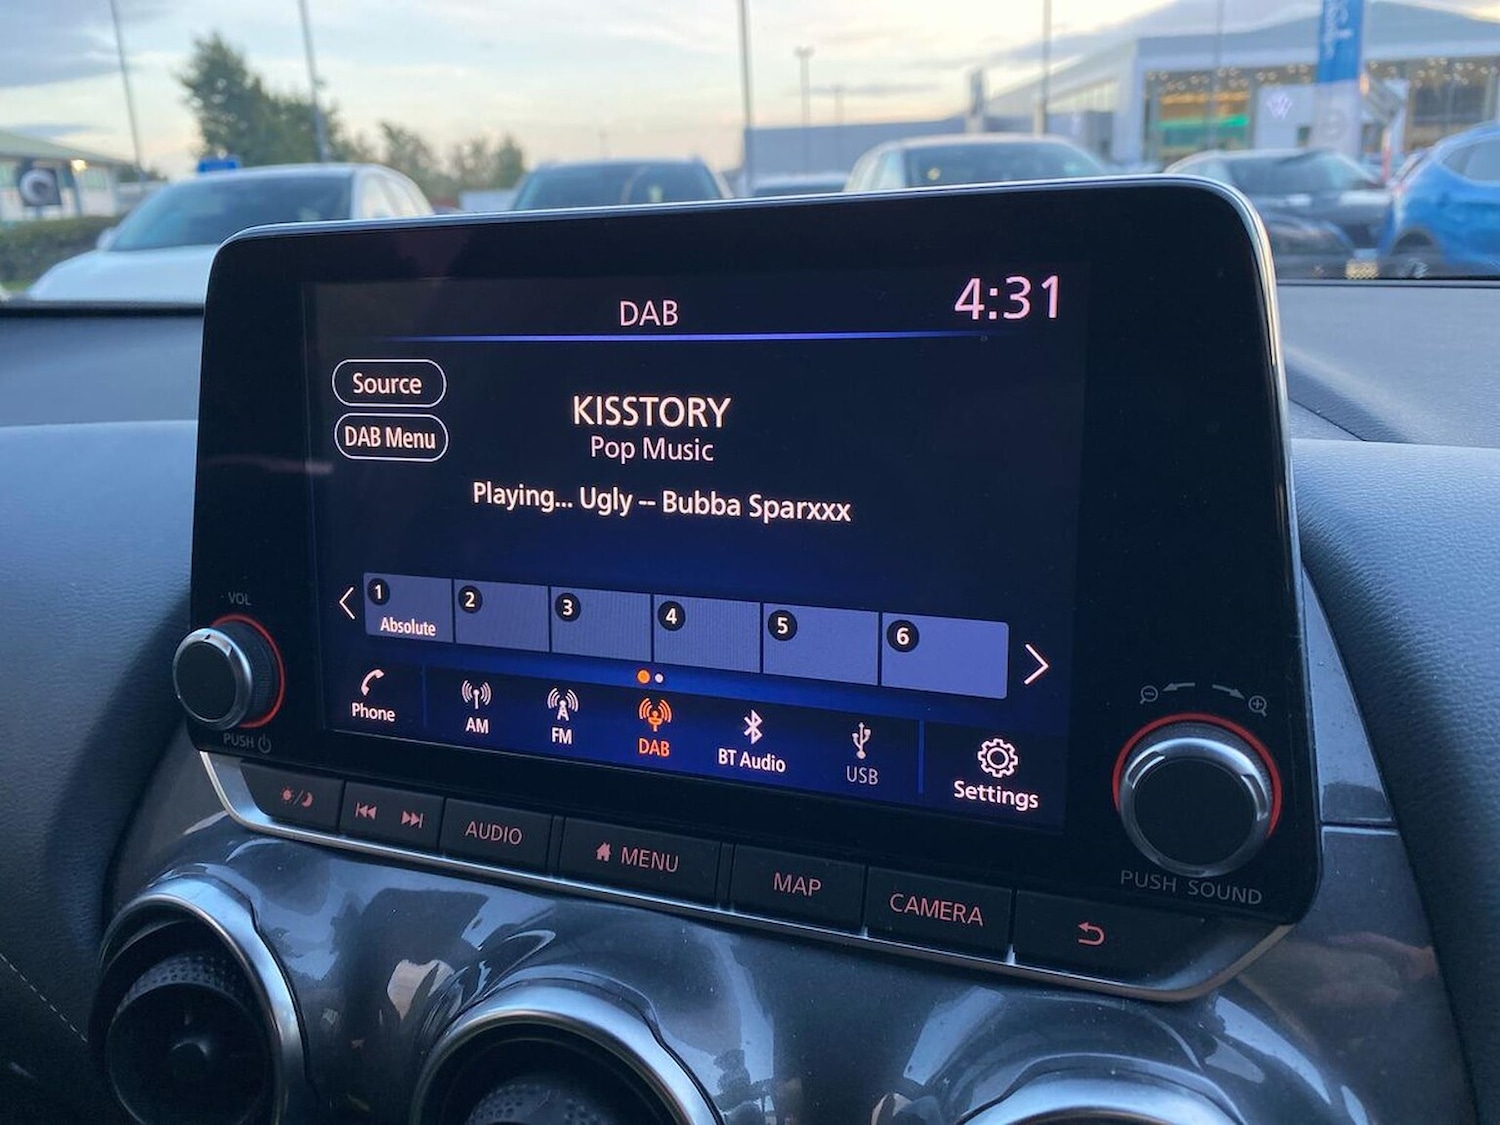 DAB
4:31
Source
DAB Menu
KISSTORY
Pop Music
Playing... Ugly -- Bubba Sparxxx
1
Absolute
2
3
4
5
6
Phone
AM
FM
DAB
BT Audio
USB
Settings
VOL
PUSH
AUDIO
MENU
MAP
CAMERA
PUSH SOUND